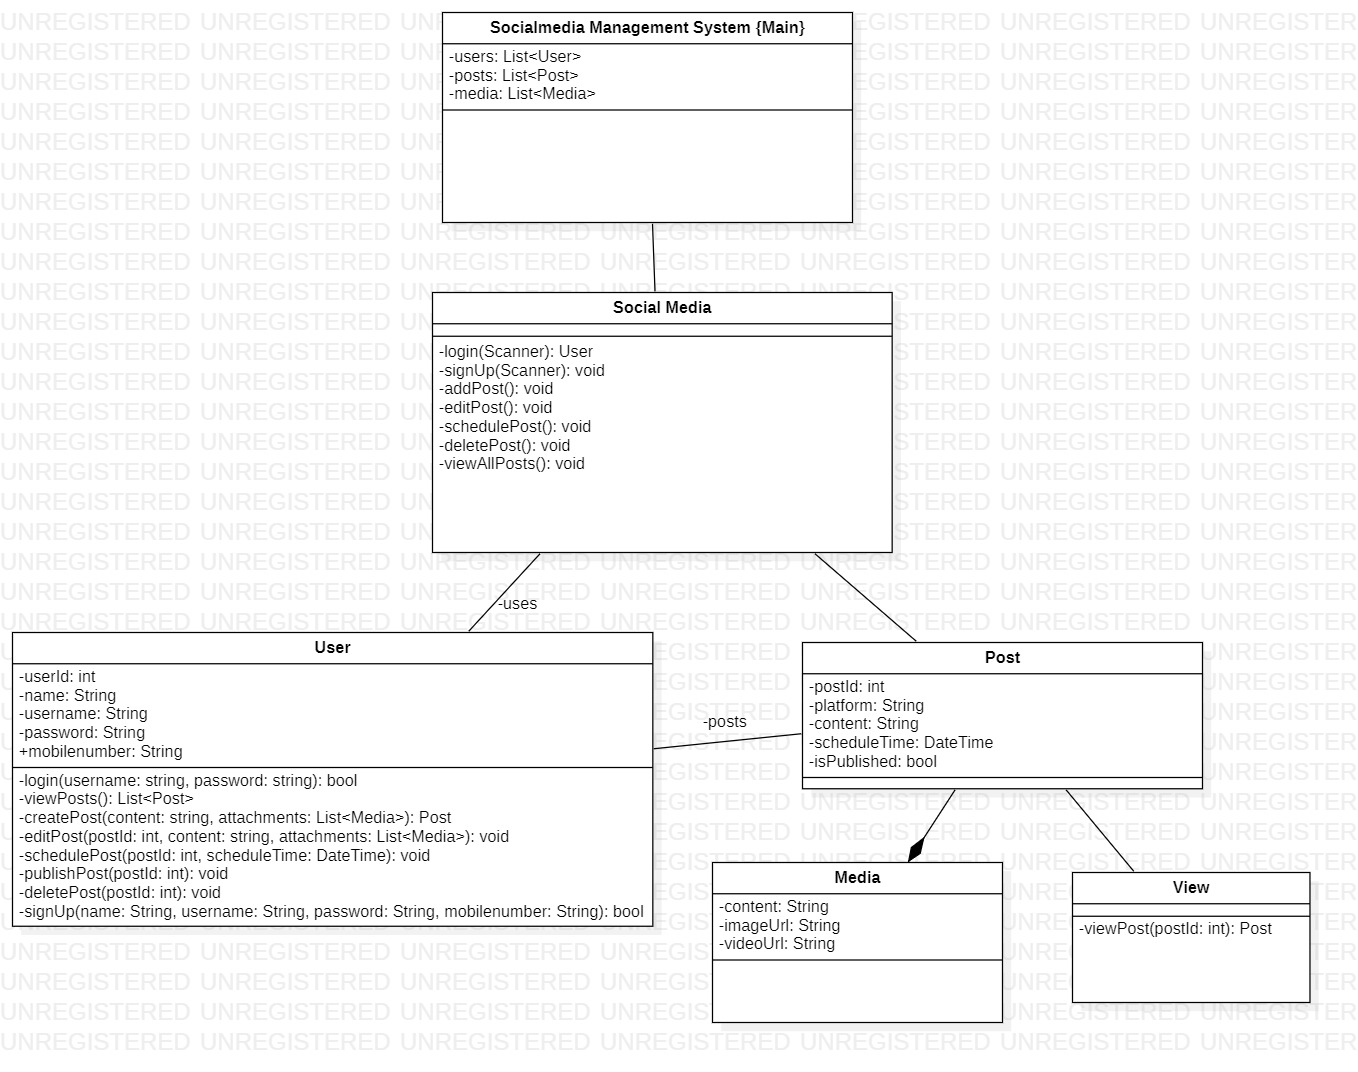 Socialmedia Management System {Main}
-users: List<User>
-posts: List<Post>
-media: List<Media>
Social Media
-login(Scanner): User
-signUp(Scanner): void
-addPost(): void
-editPost(): void
-schedulePost(): void
-deletePost(): void
-viewAllPosts(): void
-uses
User
-userId: int
-name: String
-username: String
-password: String
+mobilenumber: String
-login(username: string, password: string): bool
-viewPosts(): List<Post>
-createPost(content: string, attachments: List<Media>): Post
-editPost(postId: int, content: string, attachments: List<Media>): void
-schedulePost(postId: int, scheduleTime: DateTime): void
-publishPost(postId: int): void
-deletePost(postId: int): void
-signUp(name: String, username: String, password: String, mobilenumber: String): bool
-posts
Post
-postId: int
-platform: String
-content: String
-scheduleTime: DateTime
-isPublished: bool
Media
-content: String
-imageUrl: String
-videoUrl: String
View
-viewPost(postId: int): Post
UNREGISTERED